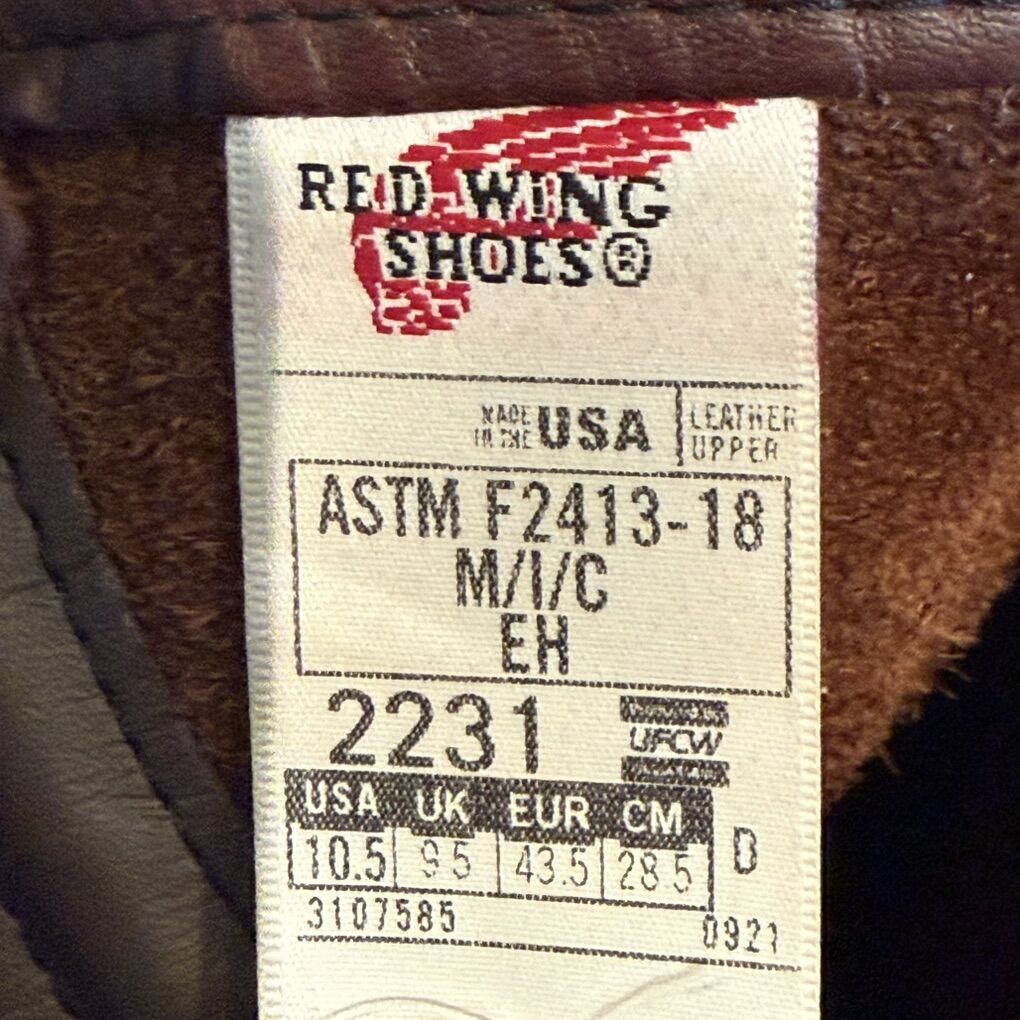 RED WING
SHOES®
MADE
IN THE
USA
LEATHER
UPPER
ASTM F2413-18
M/I/C
EH
2231
UFCW
USA UK EUR CM
10.5 9.5 43.5 28.5 D
3107585 0921